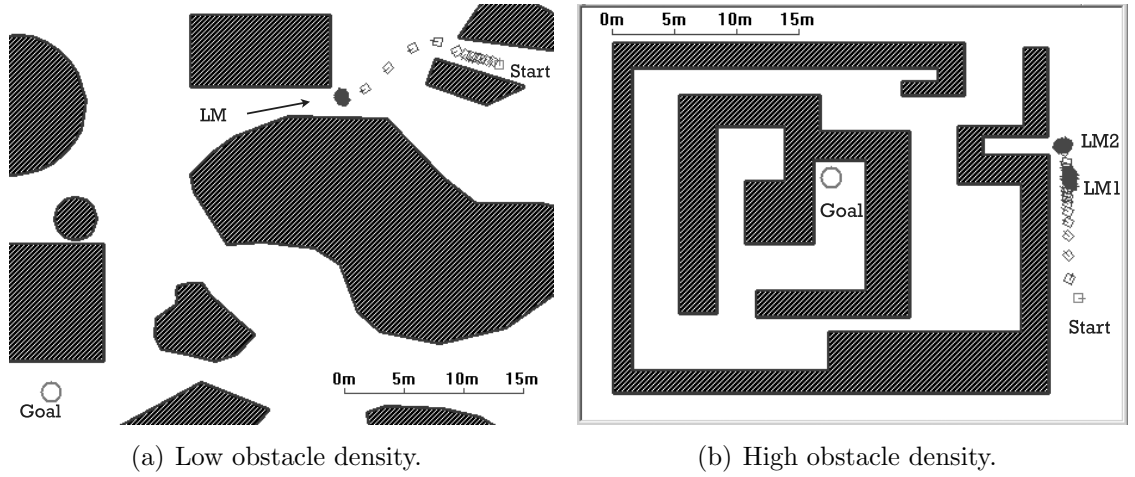 Start
LM
0m 5m 10m 15m
Goal
0m 5m 10m 15m
LM2
LM1
Goal
Start
(a) Low obstacle density.
(b) High obstacle density.